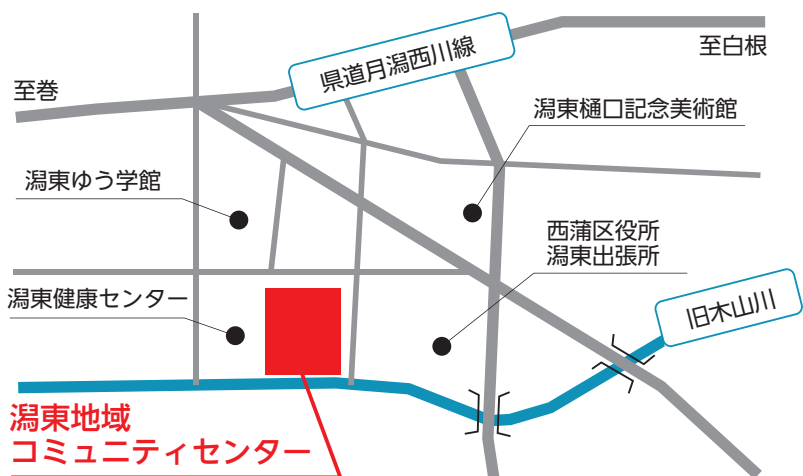 県道月潟西川線
至白根
至巻
潟東樋口記念美術館
潟東ゆう学館
西蒲区役所
潟東出張所
潟東健康センター
旧木山川
潟東地域
コミュニティセンター